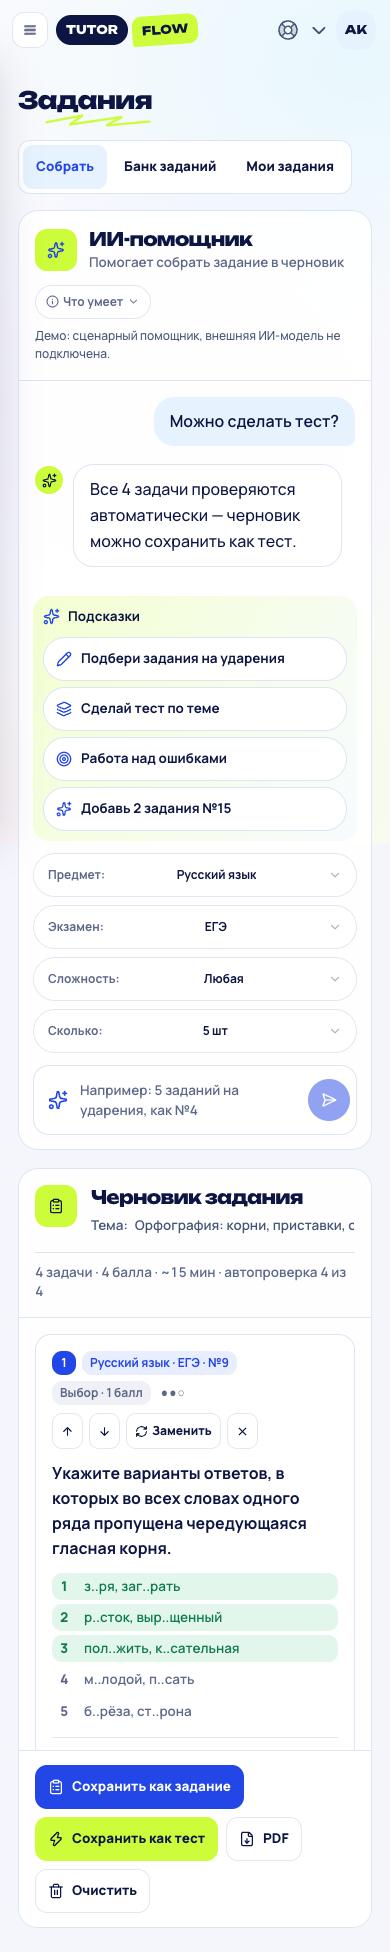 TUTOR FLOW AK
Задания
Собрать Банк заданий Мои задания
ИИ-помощник
Помогает собрать задание в черновик
Что умеет
Демо: сценарный помощник, внешняя ИИ-модель не
подключена.
Можно сделать тест?
Все 4 задачи проверяются
автоматически — черновик
можно сохранить как тест.
Подсказки
Подбери задания на ударения
Сделай тест по теме
Работа над ошибками
Добавь 2 задания №15
Предмет: Русский язык
Экзамен: ЕГЭ
Сложность: Любая
Сколько: 5 шт
Например: 5 заданий на
ударения, как №4
Черновик задания
Тема: Орфография: корни, приставки, с
4 задачи · 4 балла · ~15 мин · автопроверка 4 из
4
1 Русский язык · ЕГЭ · №9
Выбор · 1 балл
Заменить
Укажите варианты ответов, в
которых во всех словах одного
ряда пропущена чередующаяся
гласная корня.
1 з..ря, заг..рать
2 р..сток, выр..щенный
3 пол..жить, к..сательная
4 м..лодой, п..сать
5 б..рёза, ст..рона
Сохранить как задание
Сохранить как тест PDF
Очистить